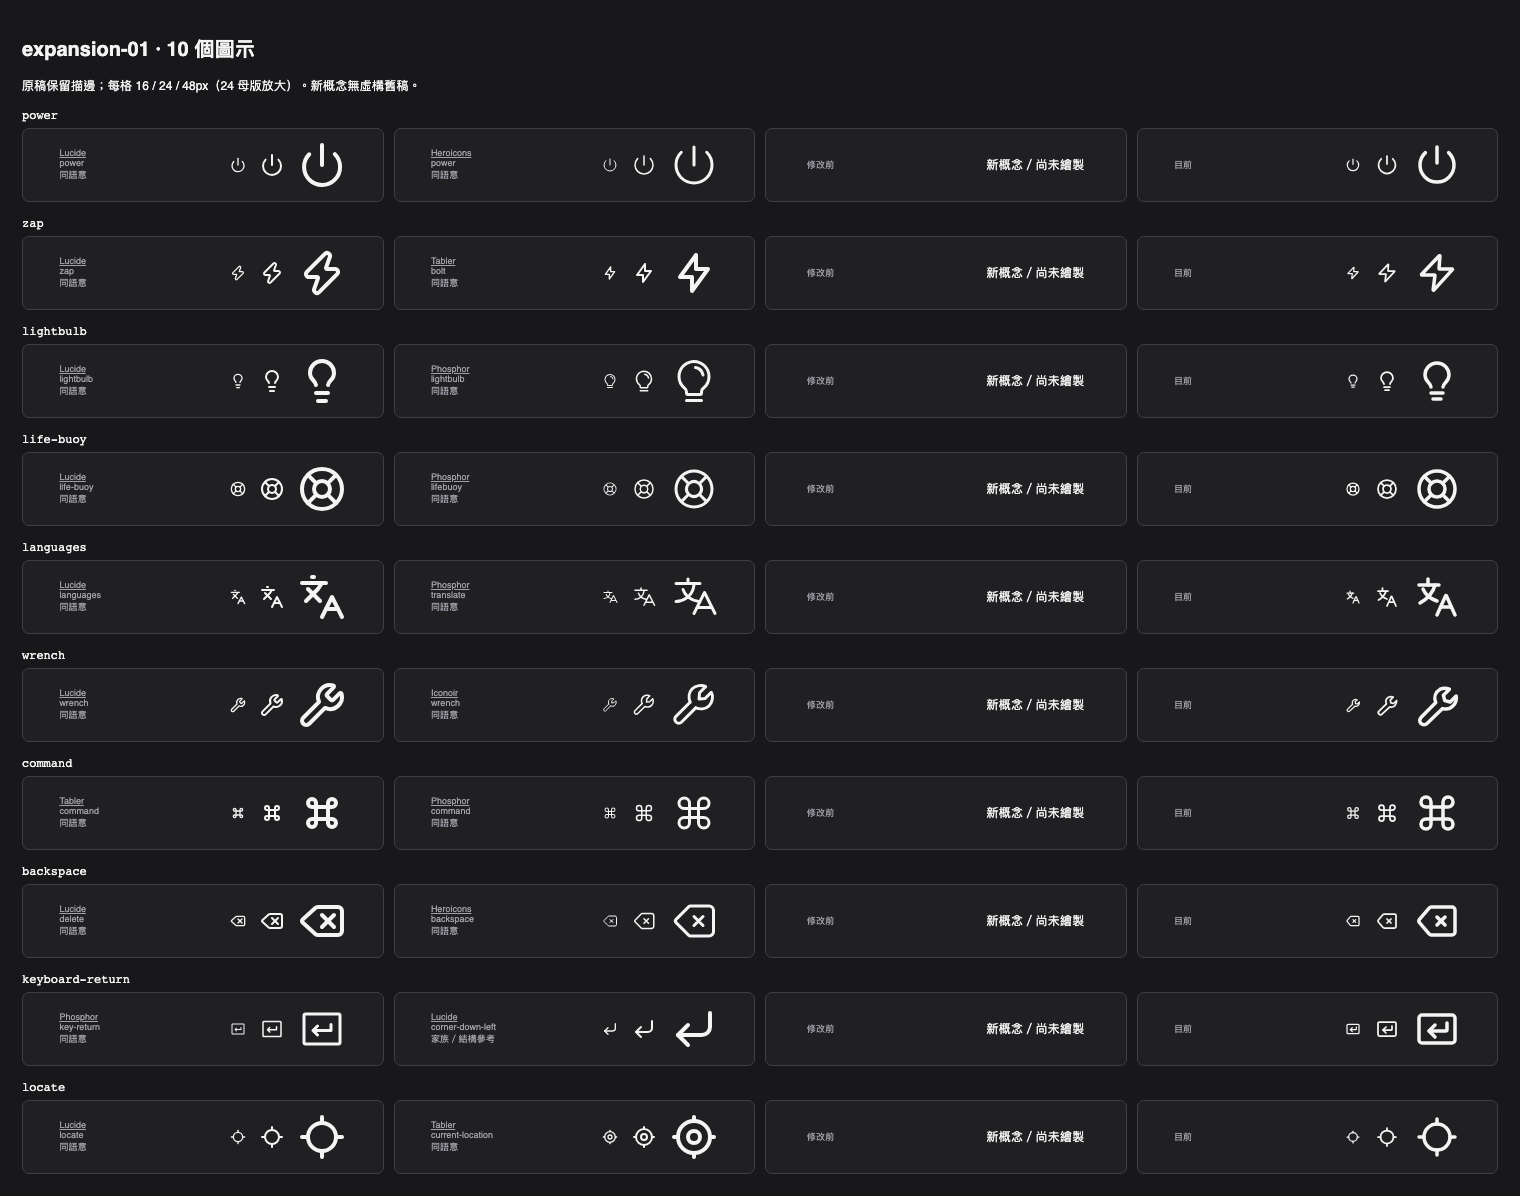 expansion-01 · 10 個圖示
原稿保留描邊；每格 16 / 24 / 48px（24 母版放大）。新概念無虛構舊稿。
power
Lucide
power
同語意
Heroicons
power
同語意
修改前
新概念 / 尚未繪製
目前
zap
Lucide
zap
同語意
Tabler
bolt
同語意
修改前
新概念 / 尚未繪製
目前
lightbulb
Lucide
lightbulb
同語意
Phosphor
lightbulb
同語意
修改前
新概念 / 尚未繪製
目前
life-buoy
Lucide
life-buoy
同語意
Phosphor
lifebuoy
同語意
修改前
新概念 / 尚未繪製
目前
languages
Lucide
languages
同語意
Phosphor
translate
同語意
修改前
新概念 / 尚未繪製
目前
wrench
Lucide
wrench
同語意
Iconoir
wrench
同語意
修改前
新概念 / 尚未繪製
目前
command
Tabler
command
同語意
Phosphor
command
同語意
修改前
新概念 / 尚未繪製
目前
backspace
Lucide
delete
同語意
Heroicons
backspace
同語意
修改前
新概念 / 尚未繪製
目前
keyboard-return
Phosphor
key-return
同語意
Lucide
corner-down-left
家族 / 結構參考
修改前
新概念 / 尚未繪製
目前
locate
Lucide
locate
同語意
Tabler
current-location
同語意
修改前
新概念 / 尚未繪製
目前